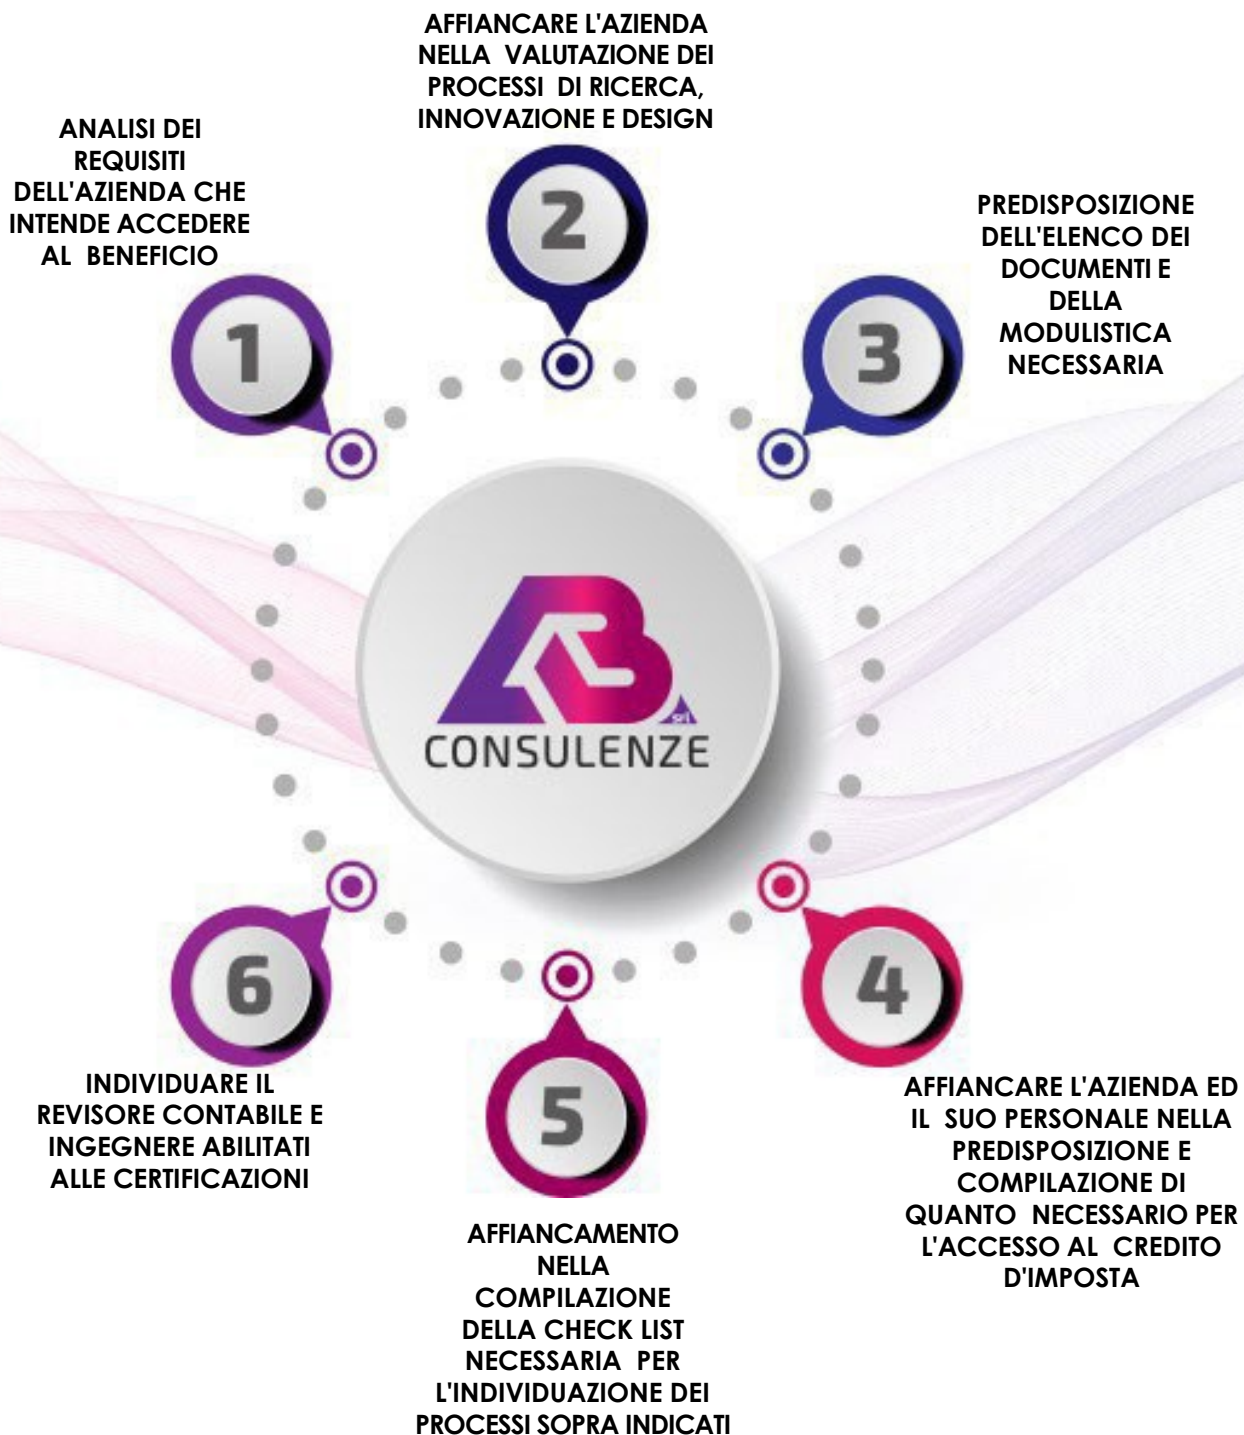 ANALISI DEI
REQUISITI
DELL'AZIENDA CHE
INTENDE ACCEDERE
AL BENEFICIO
1
AFFIANCARE L'AZIENDA
NELLA VALUTAZIONE DEI
PROCESSI DI RICERCA,
INNOVAZIONE E DESIGN
2
PREDISPOSIZIONE
DELL'ELENCO DEI
DOCUMENTI E
DELLA
MODULISTICA
NECESSARIA
3
AB
srl
CONSULENZE
4
AFFIANCARE L'AZIENDA ED
IL SUO PERSONALE NELLA
PREDISPOSIZIONE E
COMPILAZIONE DI
QUANTO NECESSARIO PER
L'ACCESSO AL CREDITO
D'IMPOSTA
5
AFFIANCAMENTO
NELLA
COMPILAZIONE
DELLA CHECK LIST
NECESSARIA PER
L'INDIVIDUAZIONE DEI
PROCESSI SOPRA INDICATI
6
INDIVIDUARE IL
REVISORE CONTABILE E
INGEGNERE ABILITATI
ALLE CERTIFICAZIONI